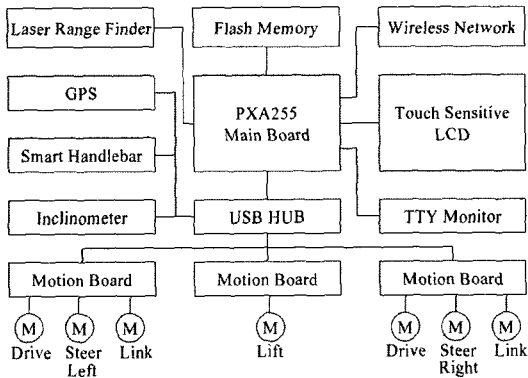 Laser Range Finder
Flash Memory
Wireless Network
GPS
PXA255
Main Board
Touch Sensitive
LCD
Smart Handlebar
Inclinometer
USB HUB
TTY Monitor
Motion Board
Motion Board
Motion Board
M M M
M
M M M
Drive Steer Link
Left
Lift
Drive Steer Link
Right